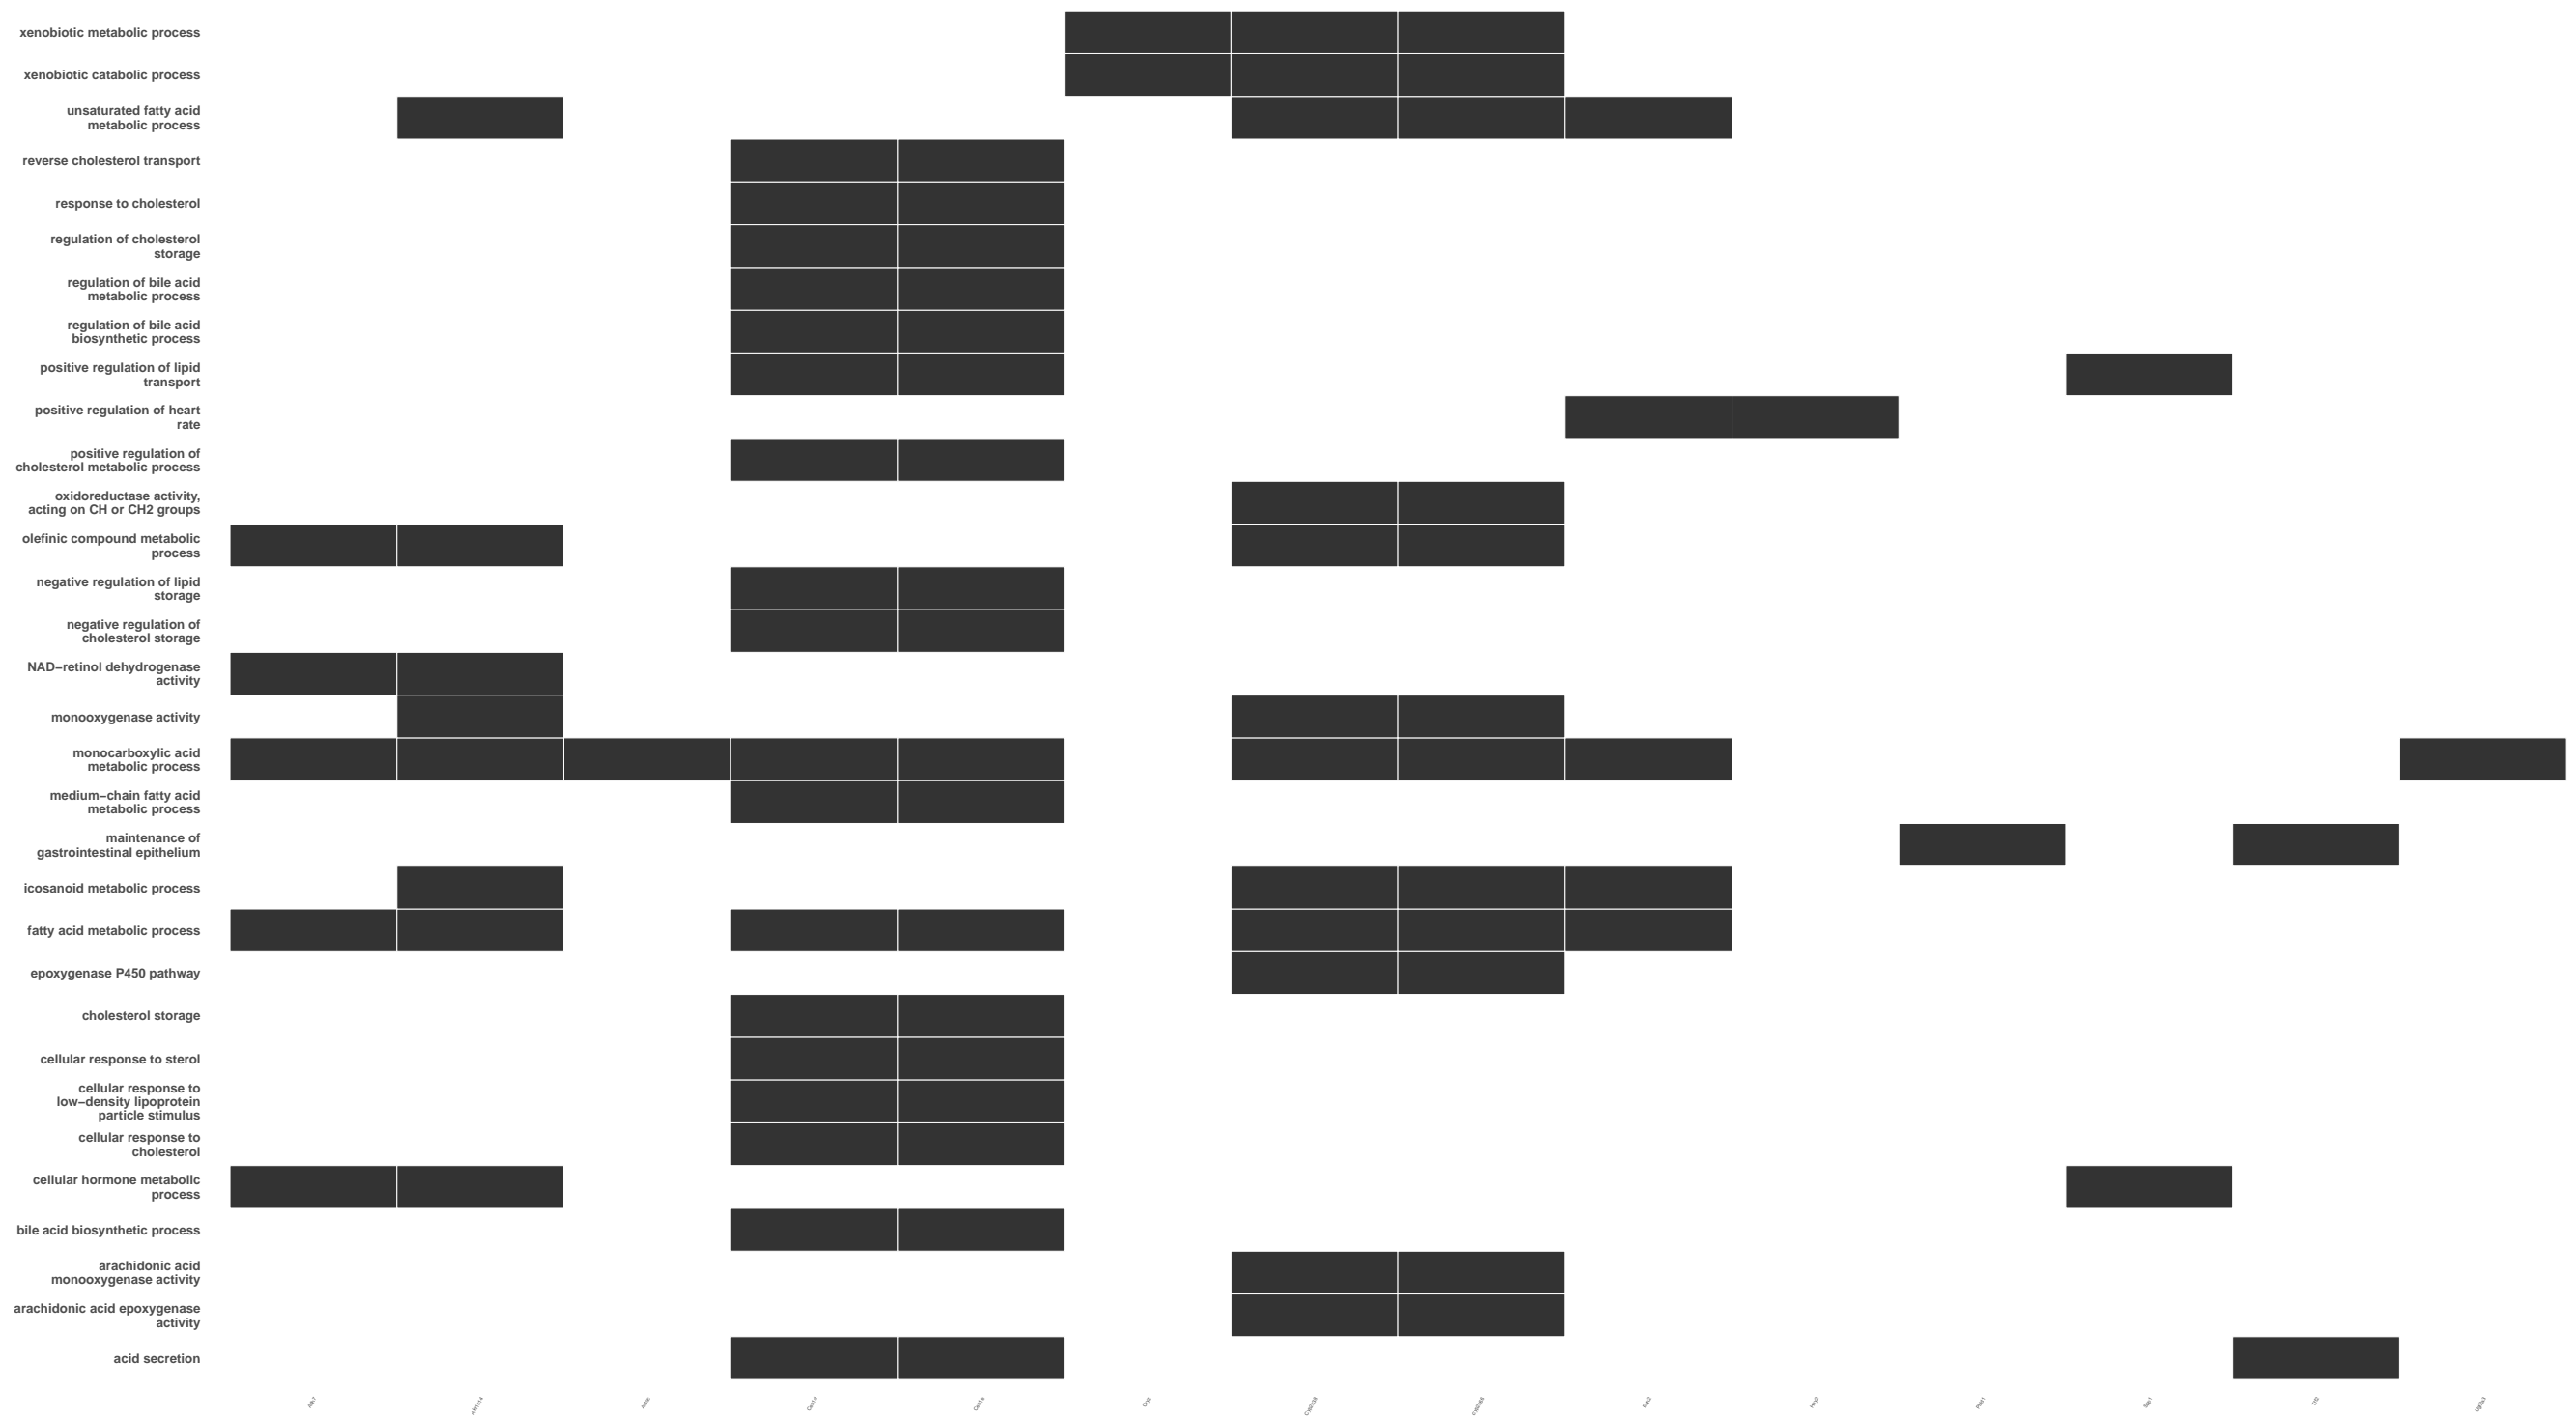 xenobiotic metabolic process
xenobiotic catabolic process
unsaturated fatty acid
metabolic process
reverse cholesterol transport
response to cholesterol
regulation of cholesterol
storage
regulation of bile acid
metabolic process
regulation of bile acid
biosynthetic process
positive regulation of lipid
transport
positive regulation of heart
rate
positive regulation of
cholesterol metabolic process
oxidoreductase activity,
acting on CH or CH2 groups
olefinic compound metabolic
process
negative regulation of lipid
storage
negative regulation of
cholesterol storage
NAD−retinol dehydrogenase
activity
monooxygenase activity
monocarboxylic acid
metabolic process
medium−chain fatty acid
metabolic process
maintenance of
gastrointestinal epithelium
icosanoid metabolic process
fatty acid metabolic process
epoxygenase P450 pathway
cholesterol storage
cellular response to sterol
cellular response to
low−density lipoprotein
particle stimulus
cellular response to
cholesterol
cellular hormone metabolic
process
bile acid biosynthetic process
arachidonic acid
monooxygenase activity
arachidonic acid epoxygenase
activity
acid secretion
Adh7